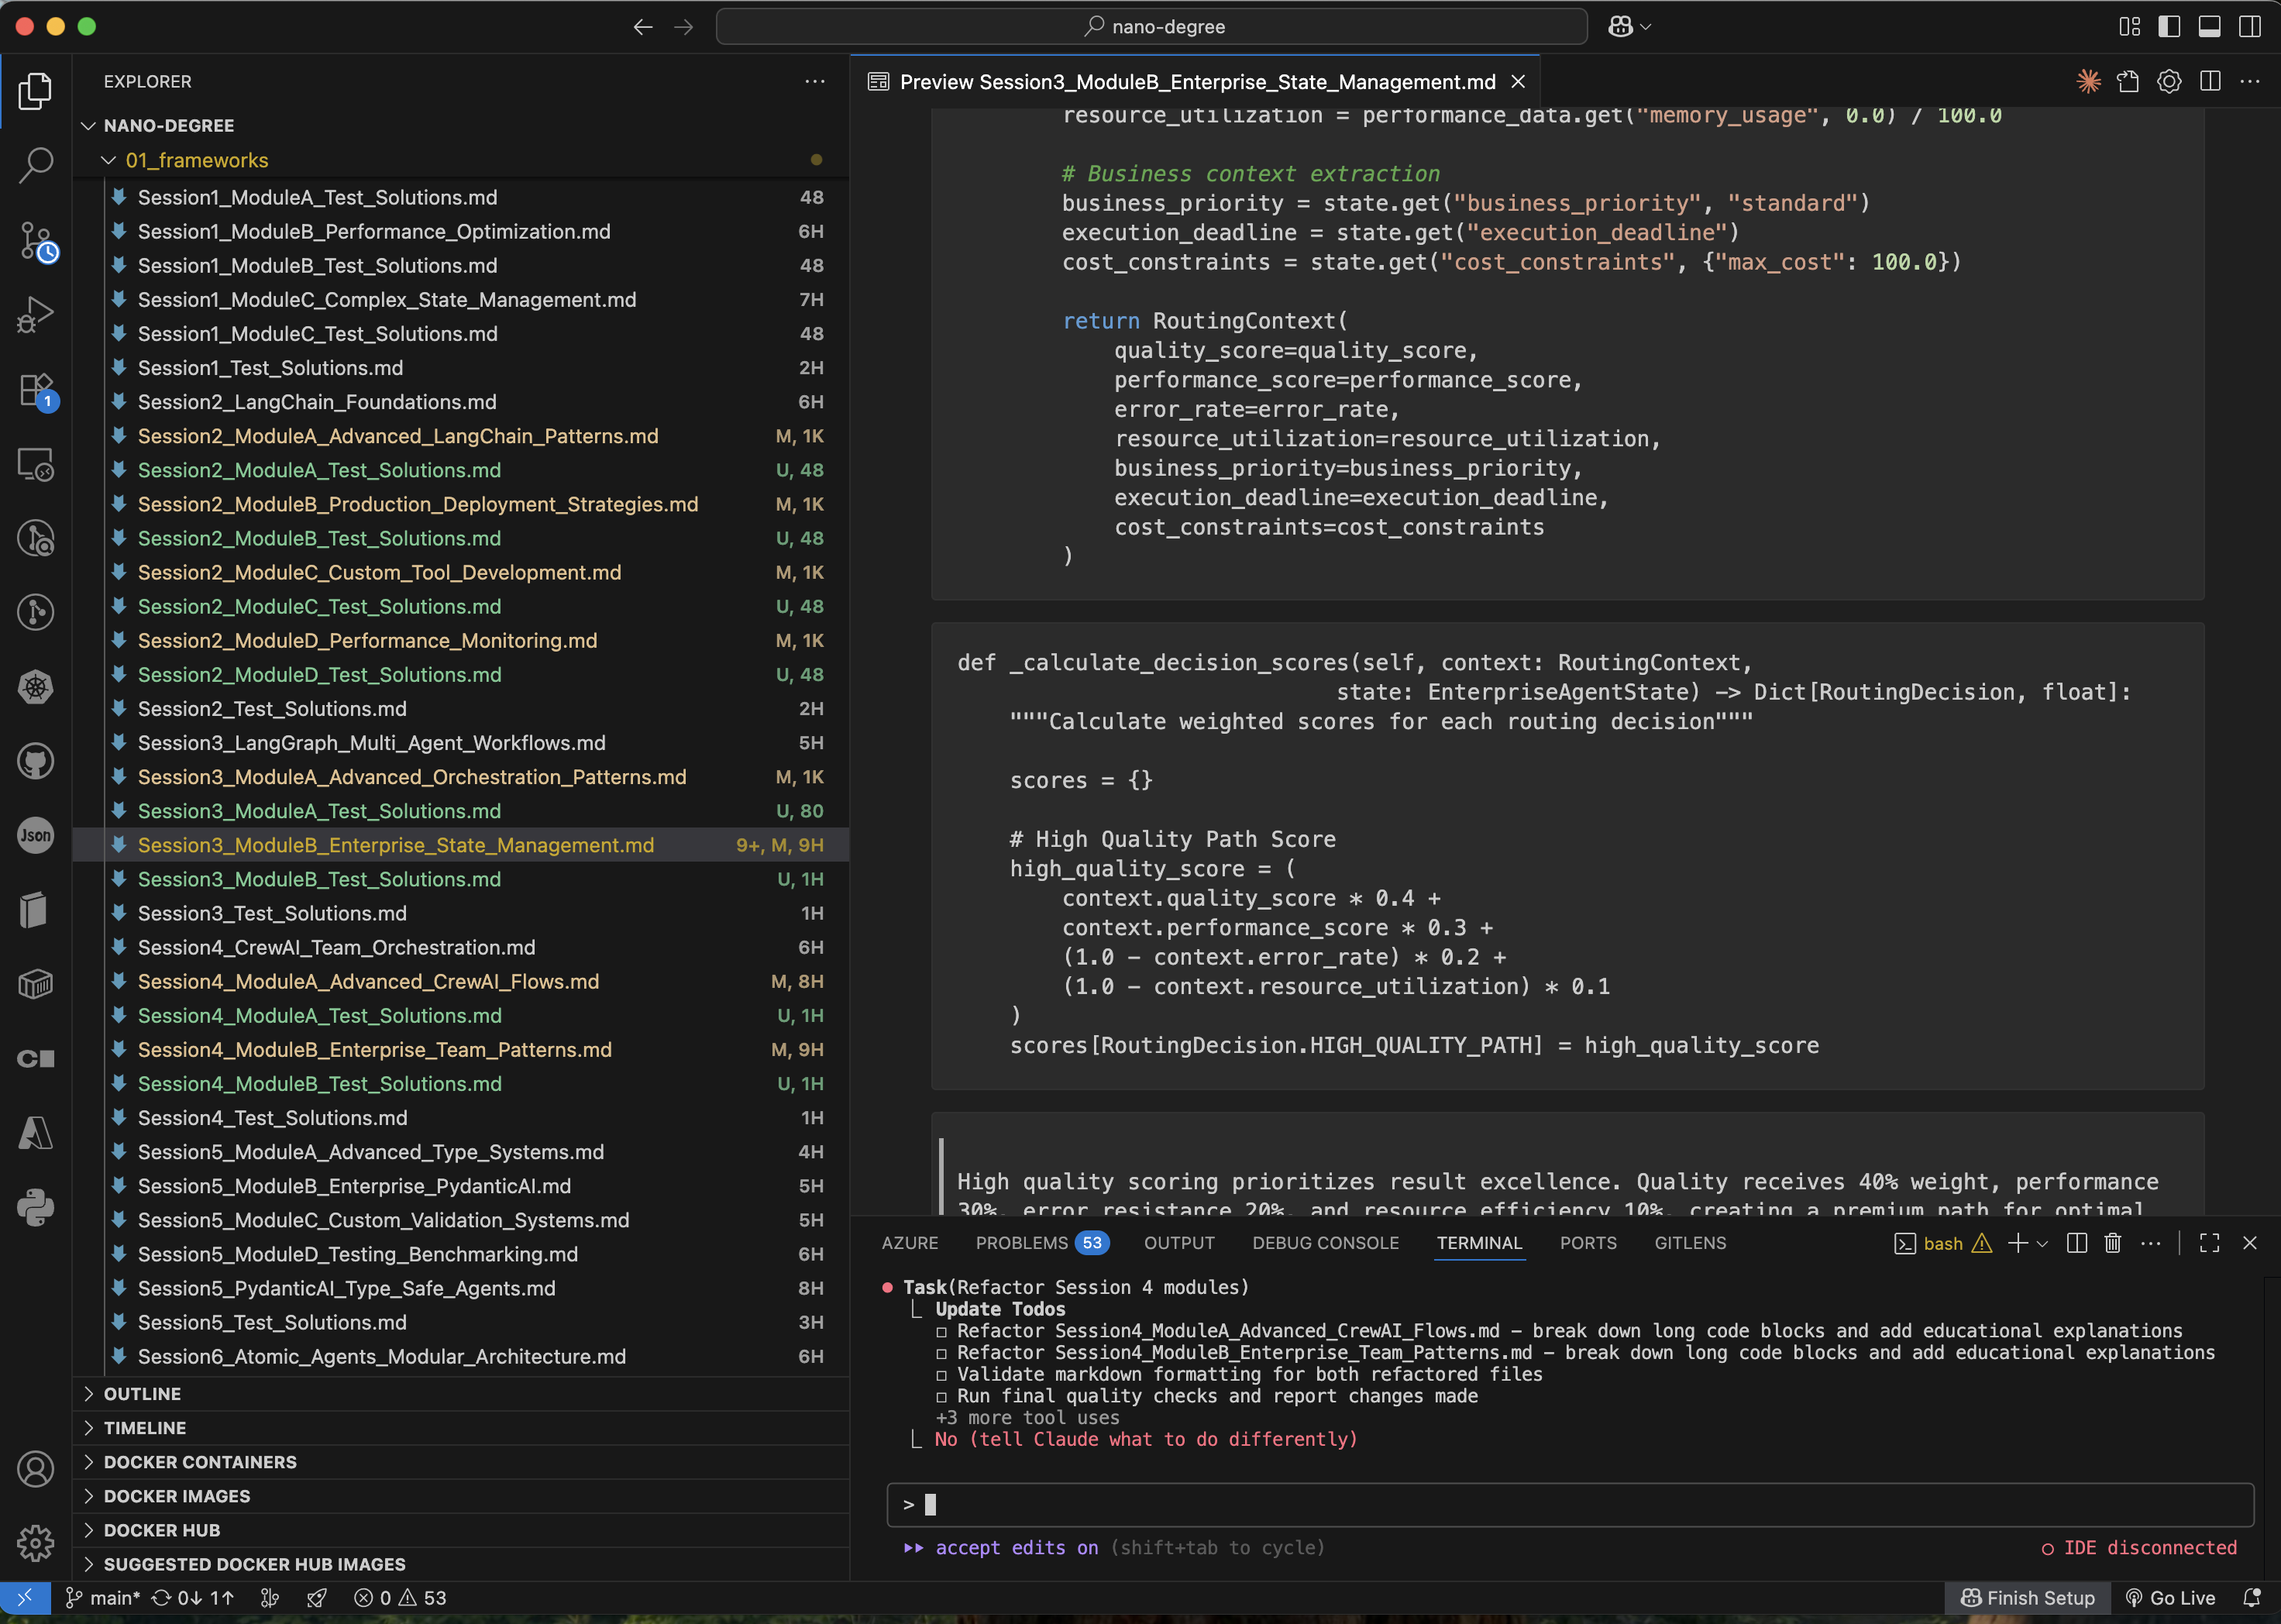 nano-degree
EXPLORER
NANO-DEGREE
01_frameworks
Session1_ModuleA_Test_Solutions.md 48
Session1_ModuleB_Performance_Optimization.md 6H
Session1_ModuleB_Test_Solutions.md 48
Session1_ModuleC_Complex_State_Management.md 7H
Session1_ModuleC_Test_Solutions.md 48
Session1_Test_Solutions.md 2H
Session2_LangChain_Foundations.md 6H
Session2_ModuleA_Advanced_LangChain_Patterns.md M, 1K
Session2_ModuleA_Test_Solutions.md U, 48
Session2_ModuleB_Production_Deployment_Strategies.md M, 1K
Session2_ModuleB_Test_Solutions.md U, 48
Session2_ModuleC_Custom_Tool_Development.md M, 1K
Session2_ModuleC_Test_Solutions.md U, 48
Session2_ModuleD_Performance_Monitoring.md M, 1K
Session2_ModuleD_Test_Solutions.md U, 48
Session2_Test_Solutions.md 2H
Session3_LangGraph_Multi_Agent_Workflows.md 5H
Session3_ModuleA_Advanced_Orchestration_Patterns.md M, 1K
Session3_ModuleA_Test_Solutions.md U, 80
Session3_ModuleB_Enterprise_State_Management.md 9+, M, 9H
Session3_ModuleB_Test_Solutions.md U, 1H
Session3_Test_Solutions.md 1H
Session4_CrewAI_Team_Orchestration.md 6H
Session4_ModuleA_Advanced_CrewAI_Flows.md M, 8H
Session4_ModuleA_Test_Solutions.md U, 1H
Session4_ModuleB_Enterprise_Team_Patterns.md M, 9H
Session4_ModuleB_Test_Solutions.md U, 1H
Session4_Test_Solutions.md 1H
Session5_ModuleA_Advanced_Type_Systems.md 4H
Session5_ModuleB_Enterprise_PydanticAI.md 5H
Session5_ModuleC_Custom_Validation_Systems.md 5H
Session5_ModuleD_Testing_Benchmarking.md 6H
Session5_PydanticAI_Type_Safe_Agents.md 8H
Session5_Test_Solutions.md 3H
Session6_Atomic_Agents_Modular_Architecture.md 6H
OUTLINE
TIMELINE
DOCKER CONTAINERS
DOCKER IMAGES
DOCKER HUB
SUGGESTED DOCKER HUB IMAGES
1
Json
Preview Session3_ModuleB_Enterprise_State_Management.md
resource_utilization = performance_data.get("memory_usage", 0.0) / 100.0
# Business context extraction
business_priority = state.get("business_priority", "standard")
execution_deadline = state.get("execution_deadline")
cost_constraints = state.get("cost_constraints", {"max_cost": 100.0})
return RoutingContext(
quality_score=quality_score,
performance_score=performance_score,
error_rate=error_rate,
resource_utilization=resource_utilization,
business_priority=business_priority,
execution_deadline=execution_deadline,
cost_constraints=cost_constraints
)
def _calculate_decision_scores(self, context: RoutingContext,
state: EnterpriseAgentState) -> Dict[RoutingDecision, float]:
"""Calculate weighted scores for each routing decision"""
scores = {}
# High Quality Path Score
high_quality_score = (
context.quality_score * 0.4 +
context.performance_score * 0.3 +
(1.0 - context.error_rate) * 0.2 +
(1.0 - context.resource_utilization) * 0.1
)
scores[RoutingDecision.HIGH_QUALITY_PATH] = high_quality_score
High quality scoring prioritizes result excellence. Quality receives 40% weight, performance
30%, error resistance 20%, and resource efficiency 10%, creating a premium path for optimal
AZURE PROBLEMS 53 OUTPUT DEBUG CONSOLE TERMINAL PORTS GITLENS bash
Task(Refactor Session 4 modules)
Update Todos
☐ Refactor Session4_ModuleA_Advanced_CrewAI_Flows.md – break down long code blocks and add educational explanations
☐ Refactor Session4_ModuleB_Enterprise_Team_Patterns.md – break down long code blocks and add educational explanations
☐ Validate markdown formatting for both refactored files
☐ Run final quality checks and report changes made
+3 more tool uses
No (tell Claude what to do differently)
>
accept edits on (shift+tab to cycle) IDE disconnected
main* 0↓ 1↑ 0 53 Finish Setup Go Live